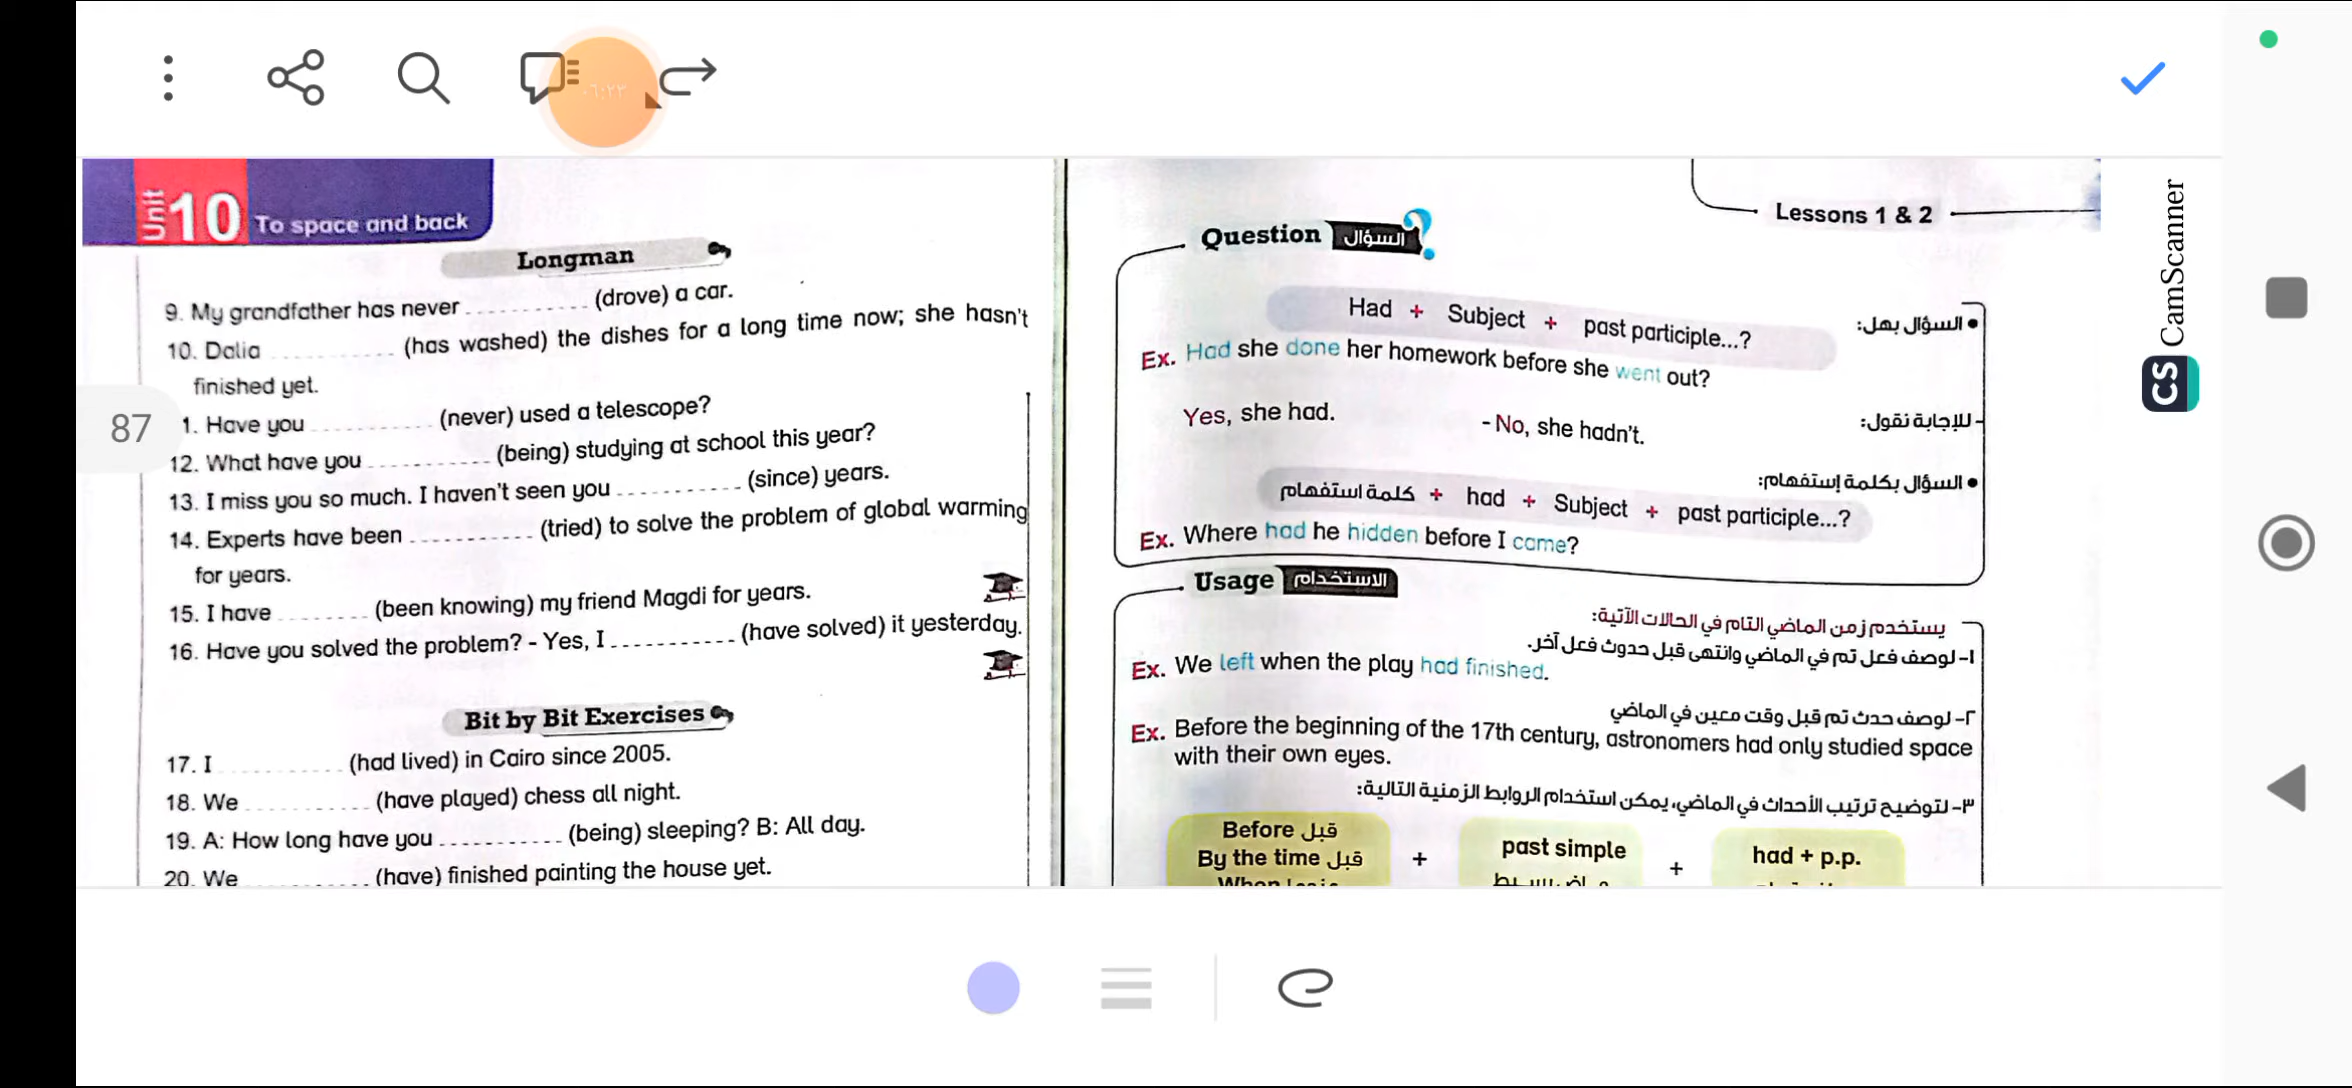 ٠٦:٢٣
Unit 10 To space and back
Longman
9. My grandfather has never ............ (drove) a car.
10. Dalia ............ (has washed) the dishes for a long time now; she hasn't
finished yet.
87
1. Have you ............ (never) used a telescope?
12. What have you ............ (being) studying at school this year?
13. I miss you so much. I haven't seen you ............ (since) years.
14. Experts have been ............ (tried) to solve the problem of global warming
for years.
15. I have ......... (been knowing) my friend Magdi for years.
16. Have you solved the problem? - Yes, I ............ (have solved) it yesterday.
Bit by Bit Exercises
17. I ............ (had lived) in Cairo since 2005.
18. We ............ (have played) chess all night.
19. A: How long have you ............ (being) sleeping? B: All day.
20. We ............ (have) finished painting the house yet.
Lessons 1 & 2
Question السؤال ?
• السؤال بهل:
Had + Subject + past participle...?
Ex. Had she done her homework before she went out?
- للإجابة نقول:
Yes, she had. - No, she hadn't.
• السؤال بكلمة إستفهام:
كلمة استفهام + had + Subject + past participle...?
Ex. Where had he hidden before I came?
Usage الاستخدام
يستخدم زمن الماضي التام في الحالات الآتية:
١- لوصف فعل تم في الماضي وانتهى قبل حدوث فعل آخر.
Ex. We left when the play had finished.
٢- لوصف حدث تم قبل وقت معين في الماضي
Ex. Before the beginning of the 17th century, astronomers had only studied space
with their own eyes.
٣- لتوضيح ترتيب الأحداث في الماضي، يمكن استخدام الروابط الزمنية التالية:
Before قبل
By the time قبل + past simple + had + p.p.
When
CS CamScanner